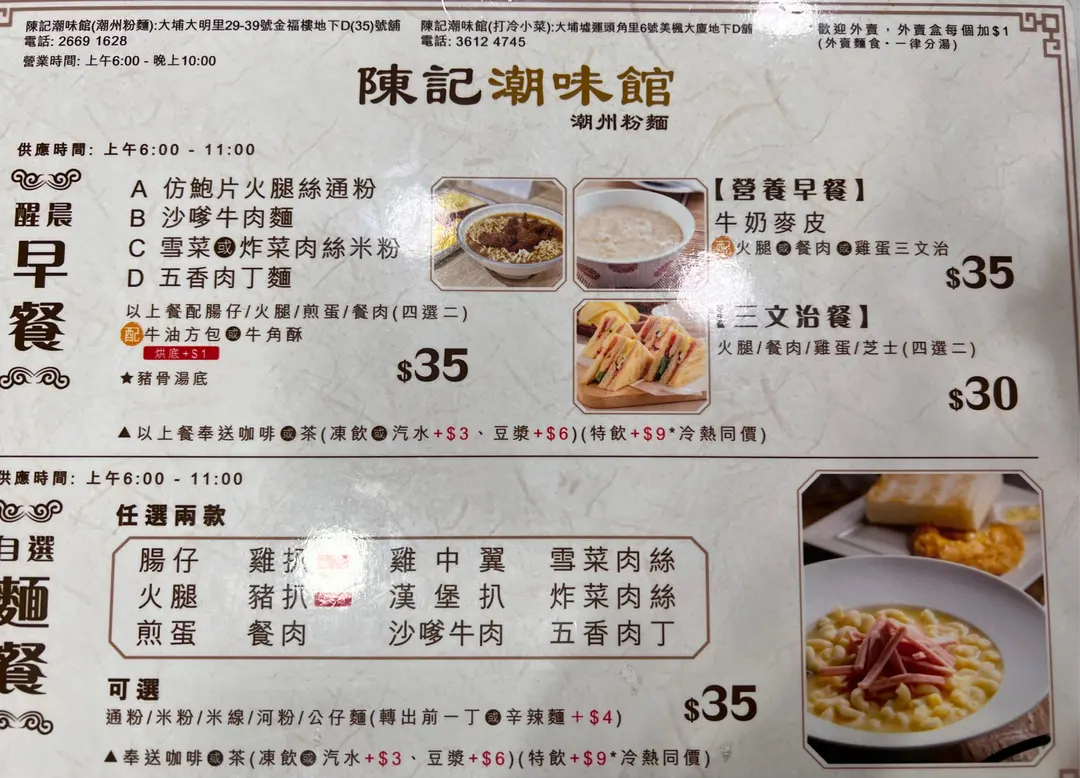 陳記潮味館(潮州粉麵):大埔大明里29-39號金福樓地下D(35)號舖
電話: 2669 1628
營業時間: 上午6:00 - 晚上10:00
陳記潮味館(打冷小菜):大埔墟運頭角里6號美楓大廈地下D舖
電話: 3612 4745
歡迎外賣，外賣盒每個加$1
(外賣麵食・一律分湯)
陳記潮味館
潮州粉麵
供應時間: 上午6:00 - 11:00
醒晨
早餐
A 仿鮑片火腿絲通粉
B 沙嗲牛肉麵
C 雪菜或炸菜肉絲米粉
D 五香肉丁麵
以上餐配腸仔/火腿/煎蛋/餐肉(四選二)
配牛油方包或牛角酥
烘底+$1
★豬骨湯底
$35
【營養早餐】
牛奶麥皮
配火腿或餐肉或雞蛋三文治
$35
三文治餐】
火腿/餐肉/雞蛋/芝士(四選二)
$30
▲以上餐奉送咖啡或茶(凍飲或汽水+$3、豆漿+$6)(特飲+$9*冷熱同價)
供應時間: 上午6:00 - 11:00
自選
麵餐
任選兩款
腸仔 雞扒 雞中翼 雪菜肉絲
火腿 豬扒 漢堡扒 炸菜肉絲
煎蛋 餐肉 沙嗲牛肉 五香肉丁
可選
通粉/米粉/米線/河粉/公仔麵(轉出前一丁或辛辣麵+$4)
$35
▲奉送咖啡或茶(凍飲或汽水+$3、豆漿+$6)(特飲+$9*冷熱同價)